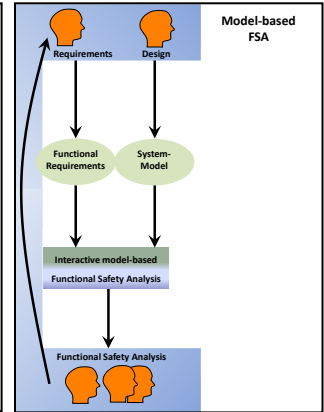 Model-based
FSA
Requirements
Design
Functional
Requirements
System-
Model
Interactive model-based
Functional Safety Analysis
Functional Safety Analysis